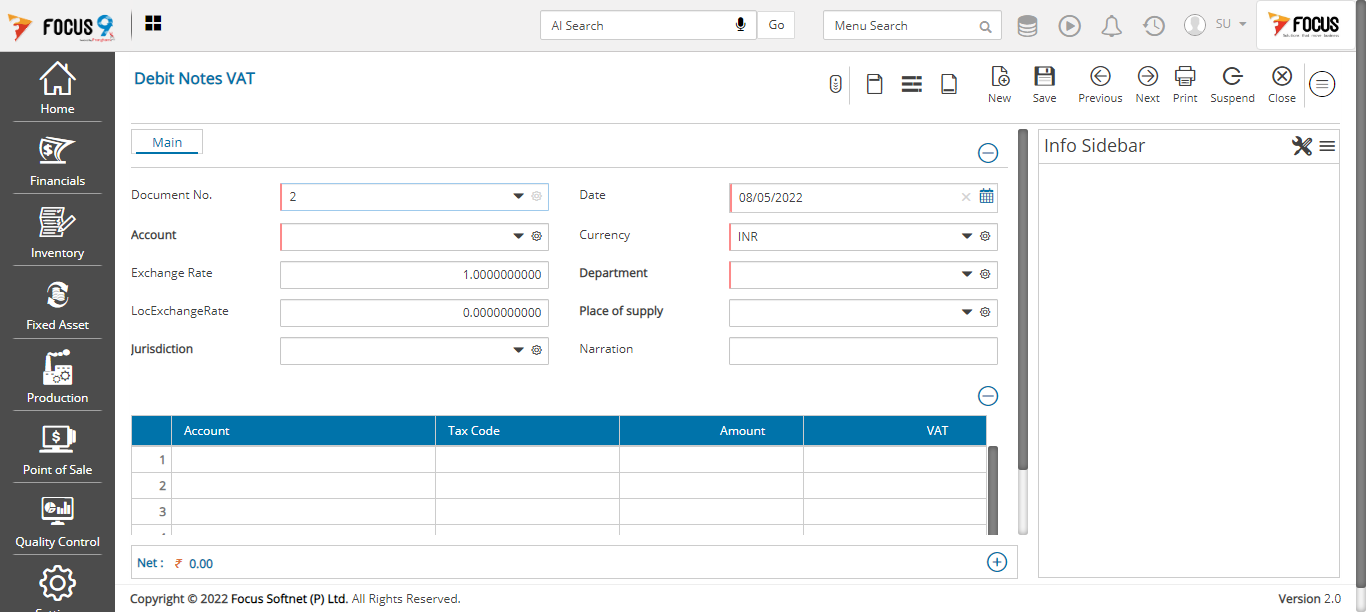 FOCUS 9
AI Search
Go
Menu Search
SU
FOCUS
Home
Financials
Inventory
Fixed Asset
Production
Point of Sale
Quality Control
Debit Notes VAT
New
Save
Previous
Next
Print
Suspend
Close
Main
Info Sidebar
Document No.
2
Date
08/05/2022
Account
Currency
INR
Exchange Rate
1.0000000000
Department
LocExchangeRate
0.0000000000
Place of supply
Jurisdiction
Narration
Account
Tax Code
Amount
VAT
1
2
3
Net : ₹ 0.00
Copyright © 2022 Focus Softnet (P) Ltd. All Rights Reserved.
Version 2.0